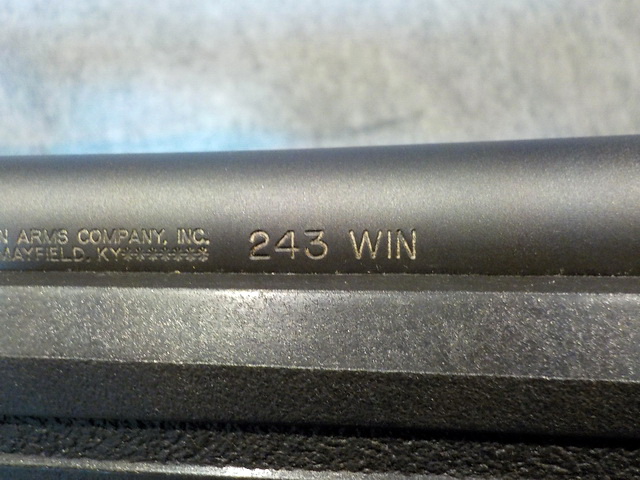 N ARMS COMPANY, INC.
MAYFIELD, KY*******
243 WIN